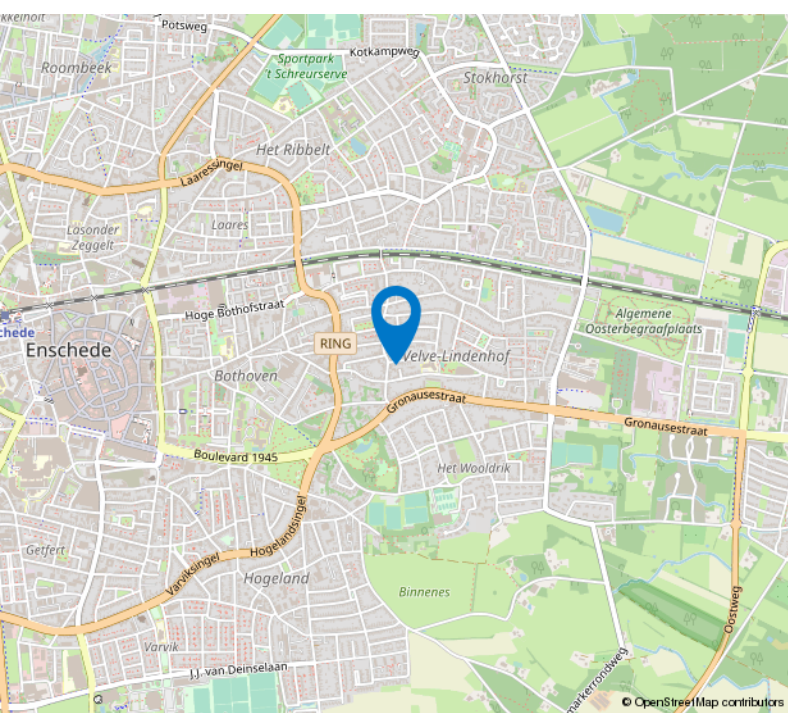 Potsweg
Kotkampweg
Sportpark
't Schreurserve
Roombeek
Stokhorst
Het Ribbelt
Laaressingel
Lasonder
Zeggelt
Laares
Hoge Bothofstraat
Algemene
Oosterbegraafplaats
chede
Enschede
RING
Velve-Lindenhof
Bothoven
Gronausestraat
Gronausestraat
Boulevard 1945
Het Wooldrik
Getfert
Hogelandsingel
Varviksingel
Hogeland
Binnenes
Oostweg
Varvik
J.J. van Deinselaan
markerrondweg
© OpenStreetMap contributors